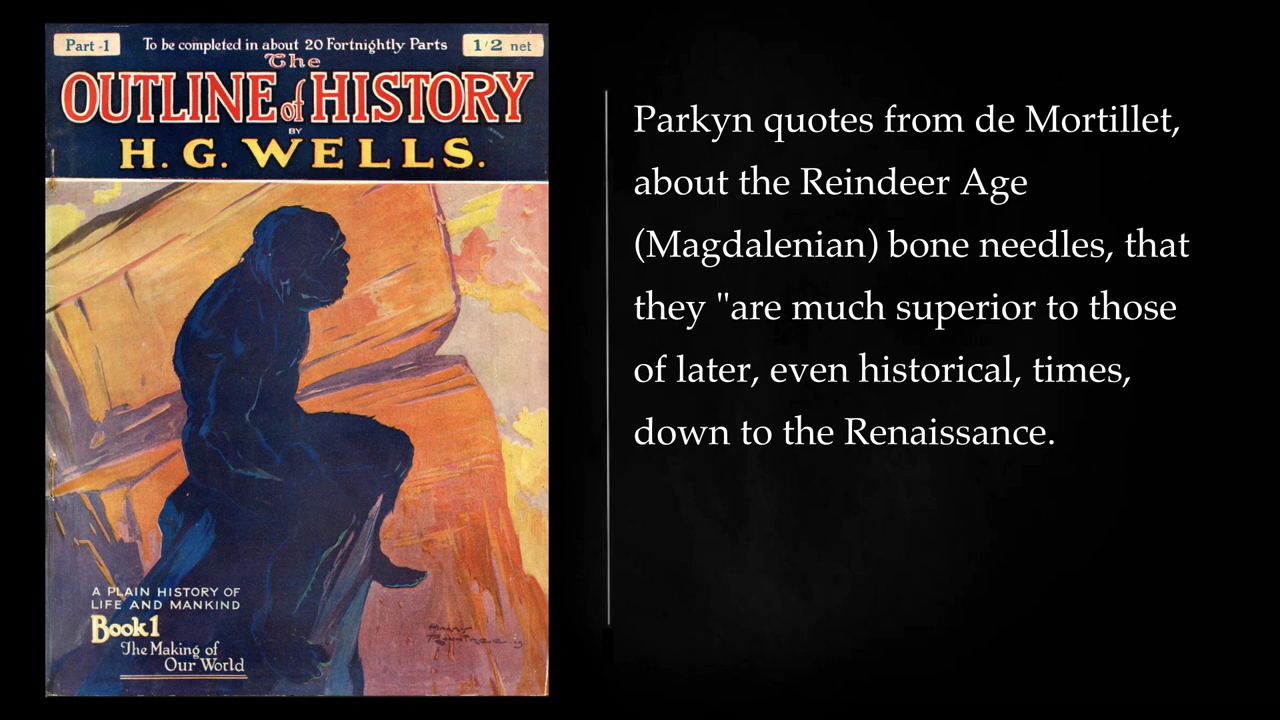 Part -1
To be completed in about 20 Fortnightly Parts
1/2 net
The
OUTLINE of HISTORY
BY
H. G. WELLS.
A PLAIN HISTORY OF
LIFE AND MANKIND
Book 1
The Making of
Our World
Parkyn quotes from de Mortillet,
about the Reindeer Age
(Magdalenian) bone needles, that
they "are much superior to those
of later, even historical, times,
down to the Renaissance.